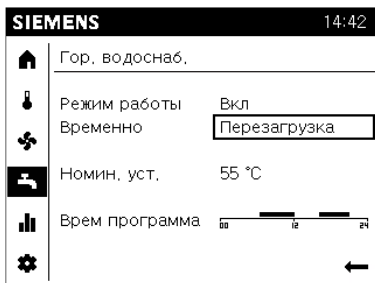 SIEMENS 14:42
Гор. водоснаб.
Режим работы Вкл
Временно Перезагрузка
Номин. уст. 55 °C
Врем программа 00 12 24